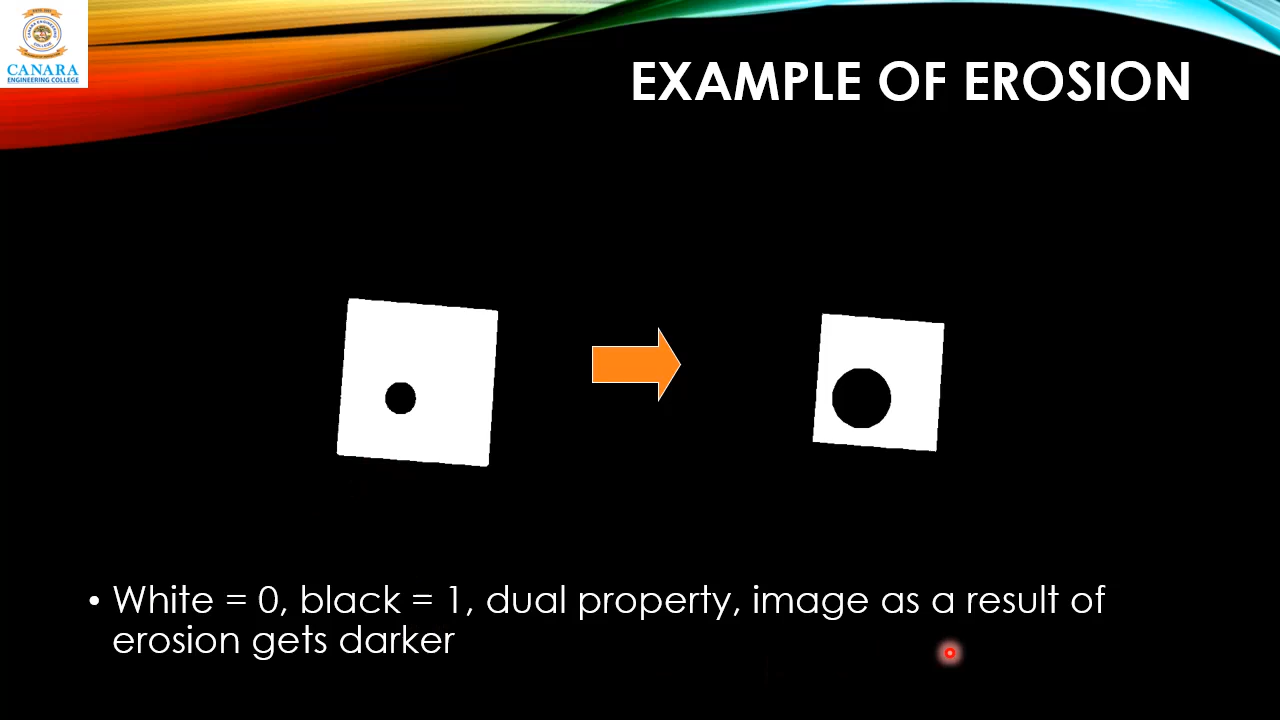 CANARA
ENGINEERING COLLEGE
EXAMPLE OF EROSION
• White = 0, black = 1, dual property, image as a result of
erosion gets darker